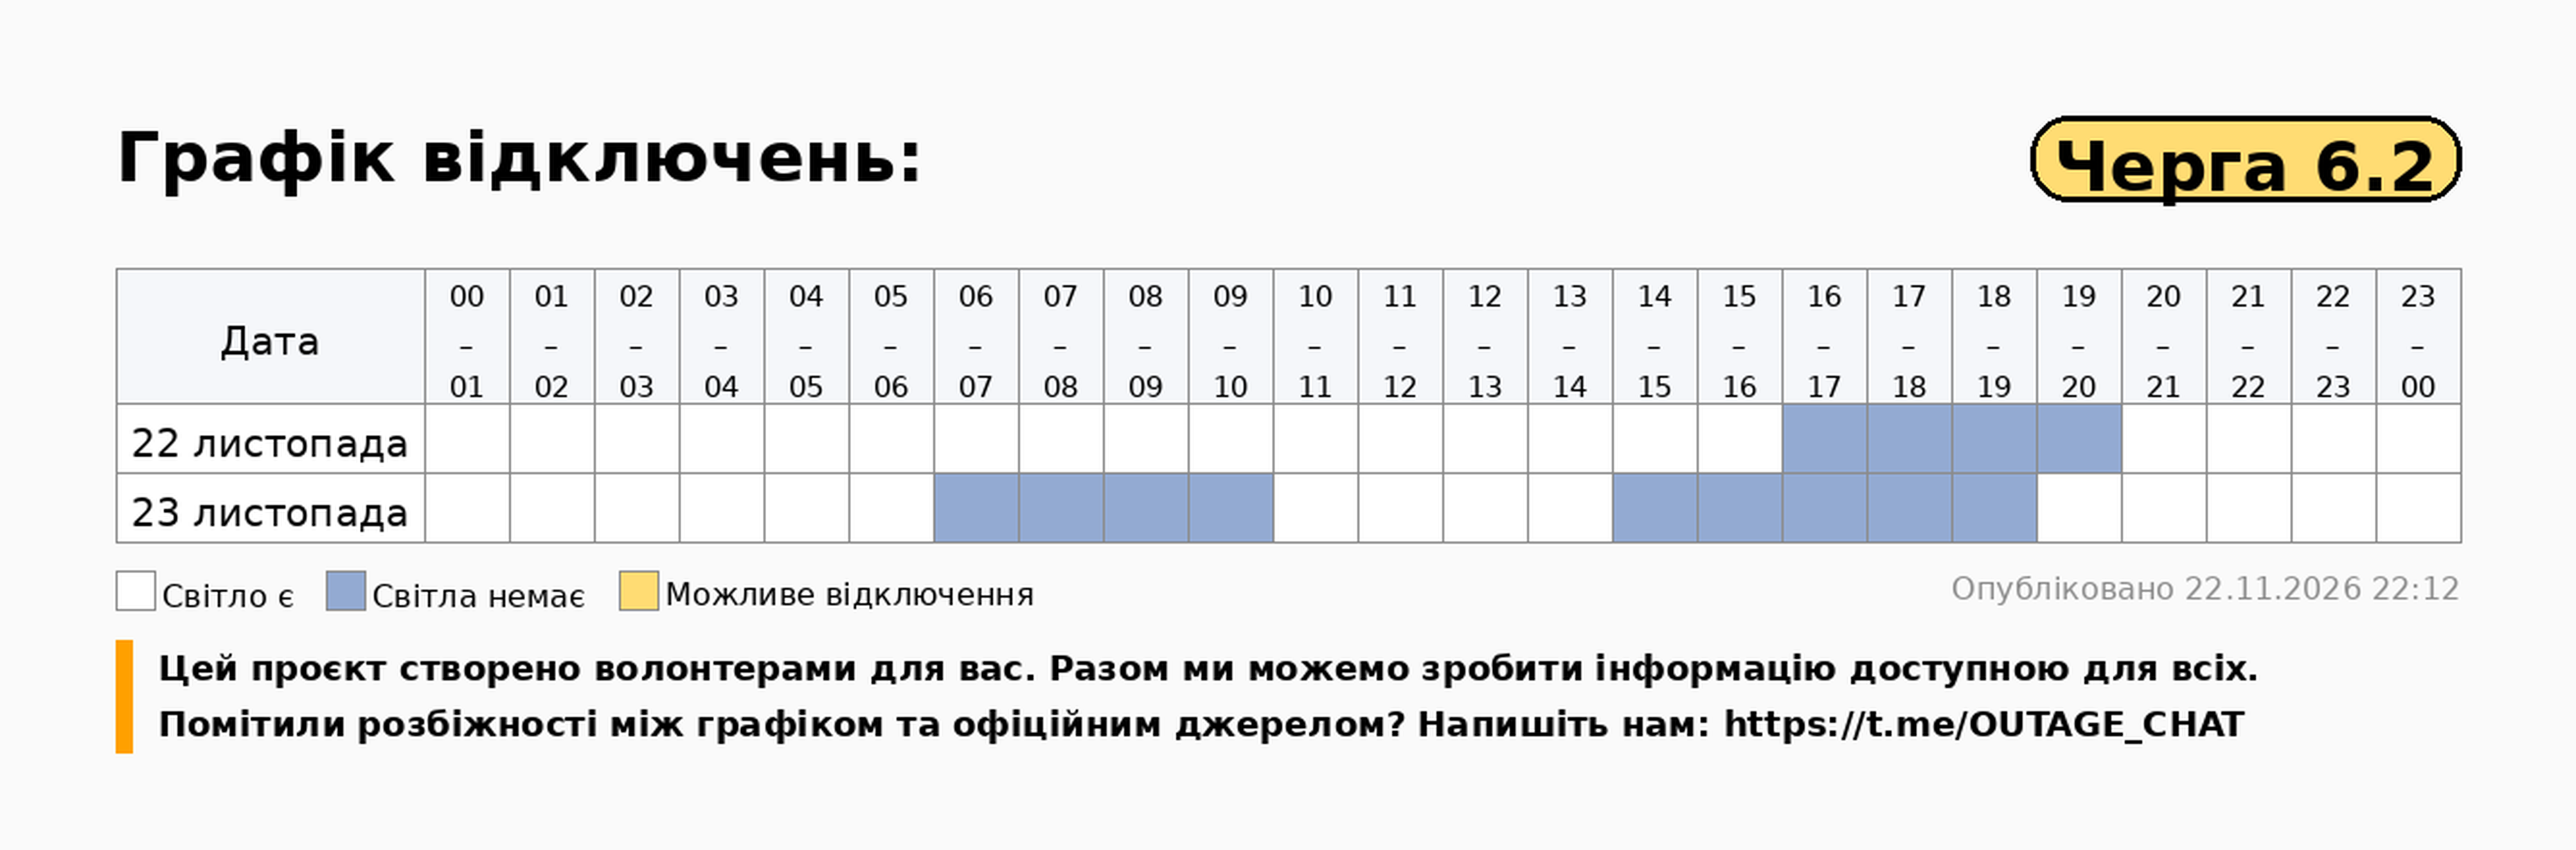 Графік відключень:
Черга 6.2
Дата
00 – 01
01 – 02
02 – 03
03 – 04
04 – 05
05 – 06
06 – 07
07 – 08
08 – 09
09 – 10
10 – 11
11 – 12
12 – 13
13 – 14
14 – 15
15 – 16
16 – 17
17 – 18
18 – 19
19 – 20
20 – 21
21 – 22
22 – 23
23 – 00
22 листопада
23 листопада
Світло є
Світла немає
Можливе відключення
Опубліковано 22.11.2026 22:12
Цей проєкт створено волонтерами для вас. Разом ми можемо зробити інформацію доступною для всіх.
Помітили розбіжності між графіком та офіційним джерелом? Напишіть нам: https://t.me/OUTAGE_CHAT